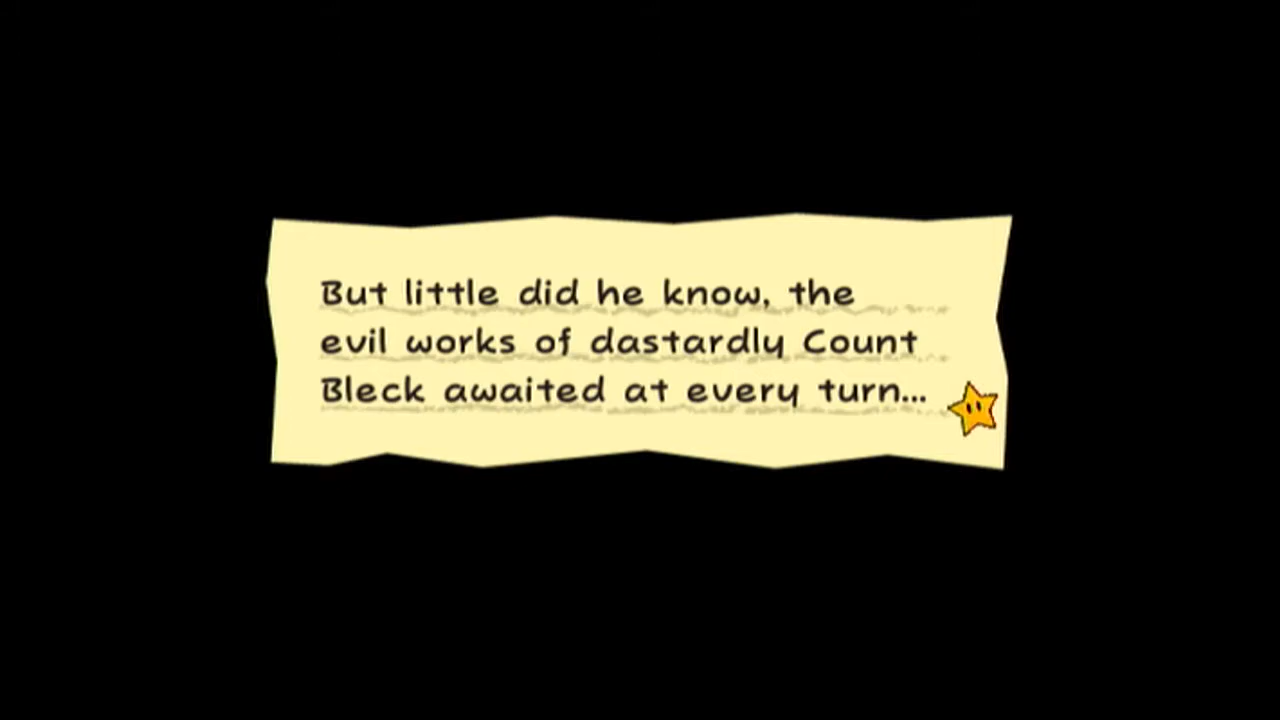 But little did he know, the
evil works of dastardly Count
Bleck awaited at every turn...